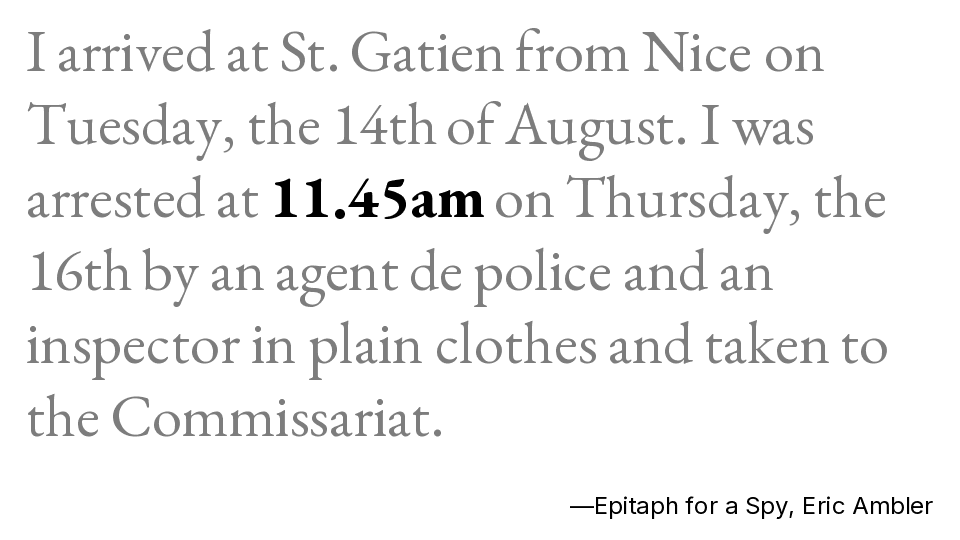 I arrived at St. Gatien from Nice on
Tuesday, the 14th of August. I was
arrested at 11.45am on Thursday, the
16th by an agent de police and an
inspector in plain clothes and taken to
the Commissariat.
—Epitaph for a Spy, Eric Ambler